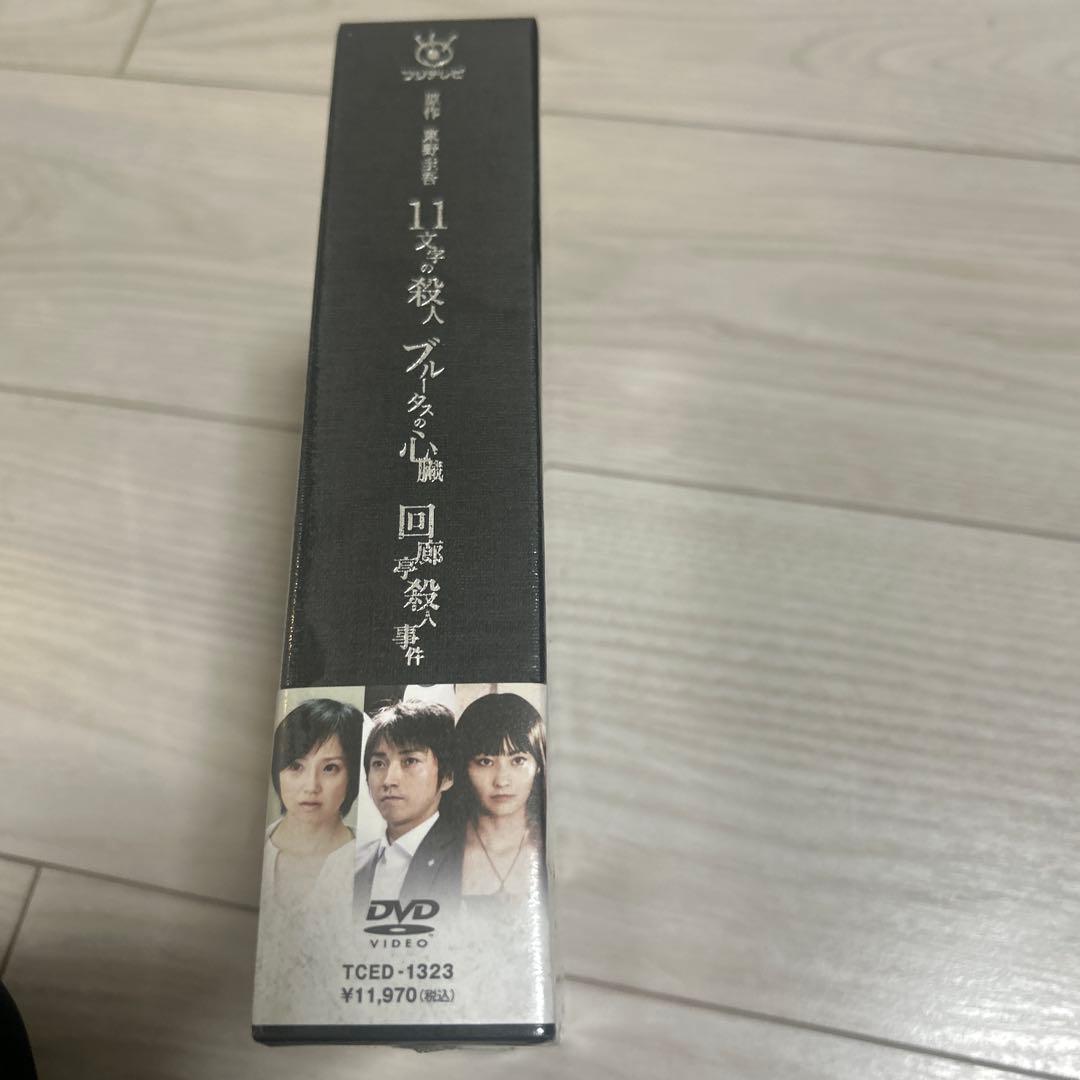 フジテレビ
原作 東野圭吾
11文字の殺人
ブルータスの心臓
回廊亭殺人事件
DVD
VIDEO
TM
TCED-1323
¥11,970(税込)